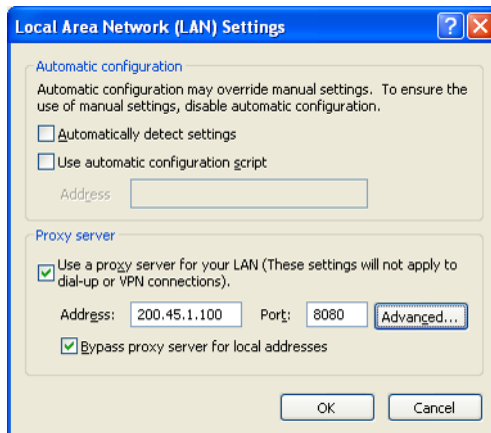 Local Area Network (LAN) Settings
Automatic configuration
Automatic configuration may override manual settings. To ensure the
use of manual settings, disable automatic configuration.
Automatically detect settings
Use automatic configuration script
Address
Proxy server
Use a proxy server for your LAN (These settings will not apply to
dial-up or VPN connections).
Address: 200.45.1.100 Port: 8080 Advanced...
Bypass proxy server for local addresses
OK Cancel